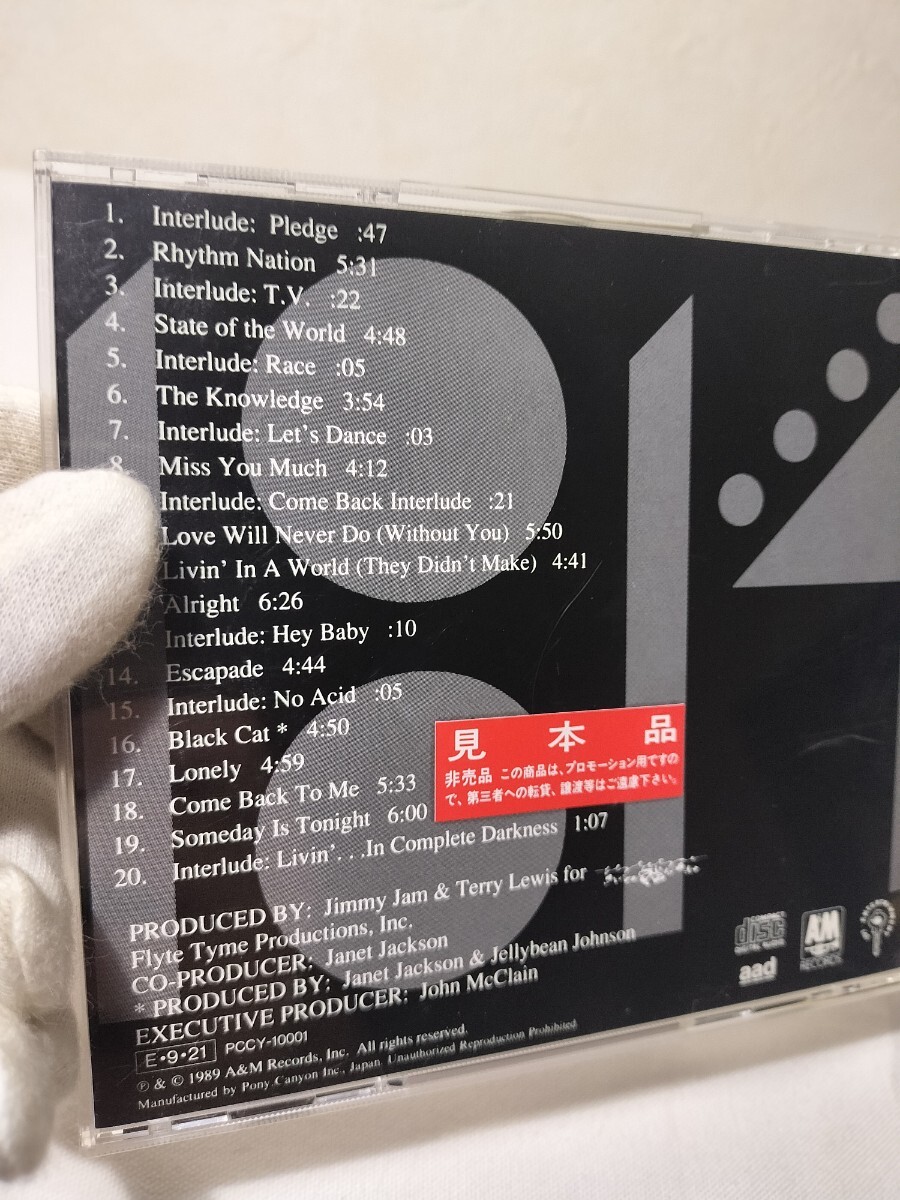 1. Interlude: Pledge :47
2. Rhythm Nation 5:31
3. Interlude: T.V. :22
4. State of the World 4:48
5. Interlude: Race :05
6. The Knowledge 3:54
7. Interlude: Let's Dance :03
8. Miss You Much 4:12
Interlude: Come Back Interlude :21
Love Will Never Do (Without You) 5:50
Livin' In A World (They Didn't Make) 4:41
Alright 6:26
Interlude: Hey Baby :10
14. Escapade 4:44
15. Interlude: No Acid :05
16. Black Cat * 4:50
17. Lonely 4:59
18. Come Back To Me 5:33
19. Someday Is Tonight 6:00
20. Interlude: Livin'...In Complete Darkness 1:07
見本品
非売品 この商品は、プロモーション用ですの
で、第三者への転貸、譲渡等はご遠慮下さい。
PRODUCED BY: Jimmy Jam & Terry Lewis for
Flyte Tyme Productions, Inc.
CO-PRODUCER: Janet Jackson
* PRODUCED BY: Janet Jackson & Jellybean Johnson
EXECUTIVE PRODUCER: John McClain
E•9•21 PCCY-10001
℗ & © 1989 A&M Records, Inc. All rights reserved.
Manufactured by Pony Canyon Inc., Japan. Unauthorized Reproduction Prohibited.
COMPACT
disc
DIGITAL AUDIO
aad
A&M
RECORDS